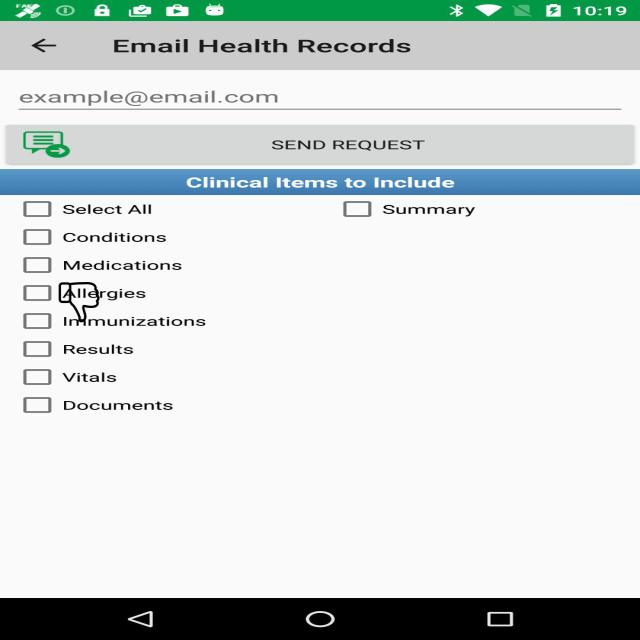 10:19
Email Health Records
example@email.com
SEND REQUEST
Clinical Items to Include
Select All
Summary
Conditions
Medications
Allergies
Immunizations
Results
Vitals
Documents